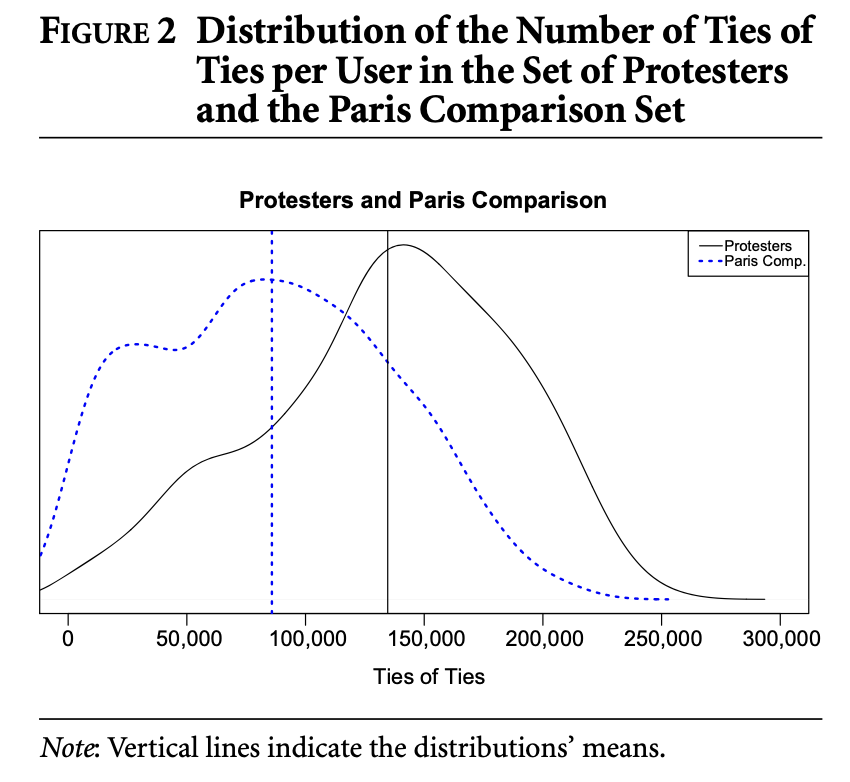 FIGURE 2 Distribution of the Number of Ties of
Ties per User in the Set of Protesters
and the Paris Comparison Set
Protesters and Paris Comparison
Protesters
Paris Comp.
0 50,000 100,000 150,000 200,000 250,000 300,000
Ties of Ties
Note: Vertical lines indicate the distributions’ means.